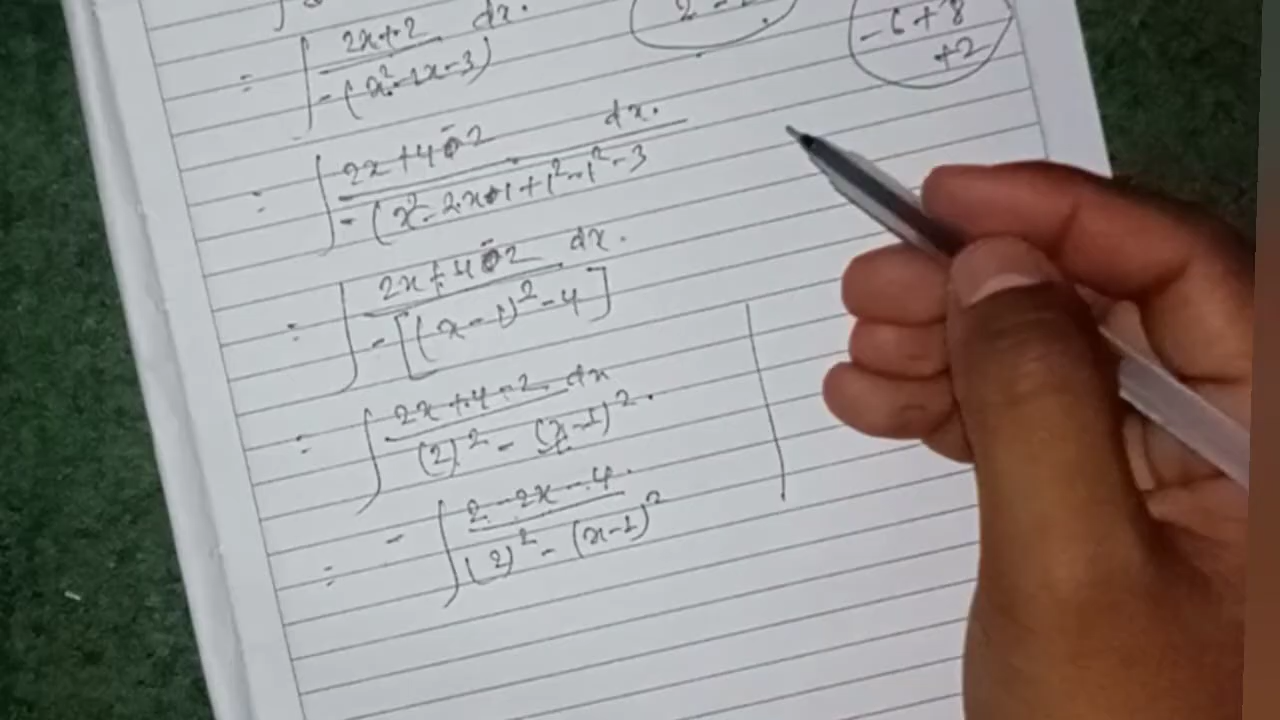 = ∫ 2x+2 / -(x²-2x-3) dx.
2 -
-6+8
+2
= ∫ 2x+4-2 / -(x²-2x·1+1²-1²-3 dx.
= ∫ 2x+4-2 / -[(x-1)²-4] dx.
= ∫ 2x+4-2 / (2)²-(x-1)². dx
= - ∫ 2-2x-4. / (2)²-(x-1)²